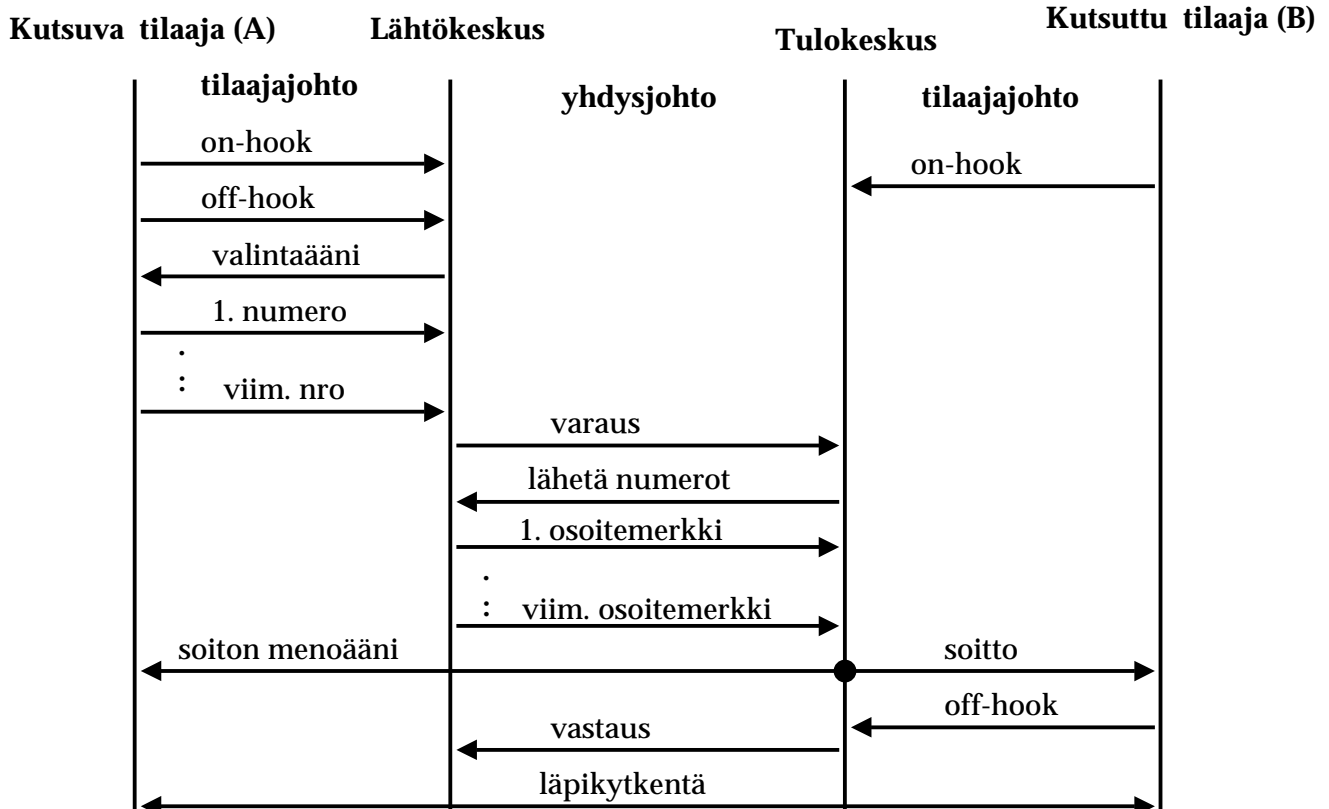 Kutsuva tilaaja (A)
Lähtökeskus
Tulokeskus
Kutsuttu tilaaja (B)
tilaajajohto
yhdysjohto
tilaajajohto
on-hook
on-hook
off-hook
valintaääni
1. numero
.
: viim. nro
varaus
lähetä numerot
1. osoitemerkki
.
: viim. osoitemerkki
soiton menoääni
soitto
off-hook
vastaus
läpikytkentä